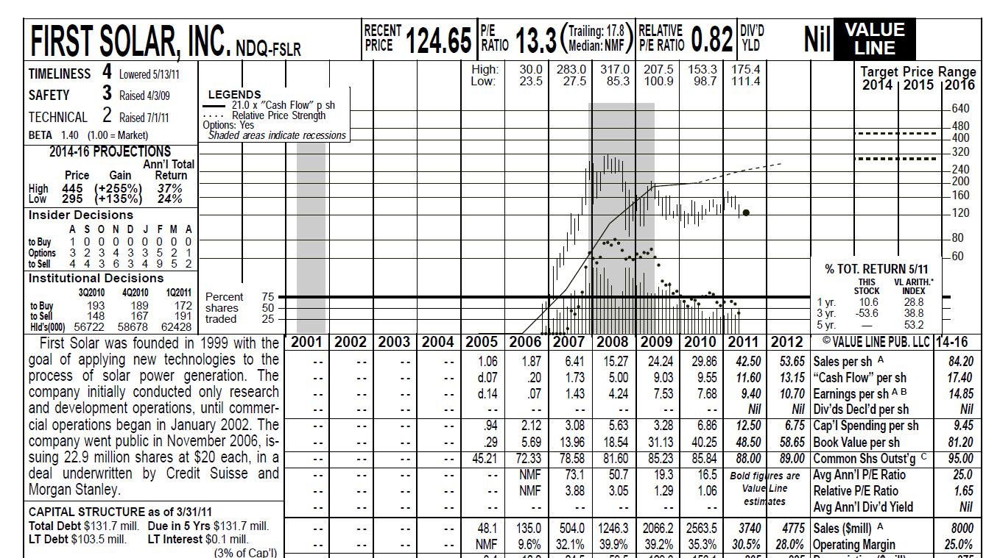 FIRST SOLAR, INC. NDQ-FSLR
RECENT PRICE 124.65
P/E RATIO 13.3 (Trailing: 17.8 Median: NMF)
RELATIVE P/E RATIO 0.82
DIV'D YLD Nil
VALUE LINE
TIMELINESS 4 Lowered 5/13/11
SAFETY 3 Raised 4/3/09
TECHNICAL 2 Raised 7/1/11
BETA 1.40 (1.00 = Market)
2014-16 PROJECTIONS
Ann'l Total
Price Gain Return
High 445 (+255%) 37%
Low 295 (+135%) 24%
Insider Decisions
A S O N D J F M A
to Buy 1 0 0 0 0 0 0 0 0
Options 3 2 3 4 3 3 5 2 1
to Sell 4 4 3 6 3 4 9 5 2
Institutional Decisions
3Q2010 4Q2010 1Q2011
to Buy 193 189 172
to Sell 148 167 191
Hld's(000) 56722 58678 62428
High: 30.0 283.0 317.0 207.5 153.3 175.4
Low: 23.5 27.5 85.3 100.9 98.7 111.4
LEGENDS
21.0 x "Cash Flow" p sh
Relative Price Strength
Options: Yes
Shaded areas indicate recessions
Percent shares traded
75
50
25
Target Price Range
2014 2015 2016
640
480
400
320
240
200
160
120
80
60
% TOT. RETURN 5/11
THIS STOCK VL ARITH.* INDEX
1 yr. 10.6 28.8
3 yr. -53.6 38.8
5 yr. — 53.2
First Solar was founded in 1999 with the
goal of applying new technologies to the
process of solar power generation. The
company initially conducted only research
and development operations, until commer-
cial operations began in January 2002. The
company went public in November 2006, is-
suing 22.9 million shares at $20 each, in a
deal underwritten by Credit Suisse and
Morgan Stanley.
CAPITAL STRUCTURE as of 3/31/11
Total Debt $131.7 mill. Due in 5 Yrs $131.7 mill.
LT Debt $103.5 mill. LT Interest $0.1 mill.
(3% of Cap'l)
2001 2002 2003 2004 2005 2006 2007 2008 2009 2010 2011 2012 © VALUE LINE PUB. LLC 14-16
- - - - - - - - 1.06 1.87 6.41 15.27 24.24 29.86 42.50 53.65 Sales per sh A 84.20
- - - - - - - - d.07 .20 1.73 5.00 9.03 9.55 11.60 13.15 "Cash Flow" per sh 17.40
- - - - - - - - d.14 .07 1.43 4.24 7.53 7.68 9.40 10.70 Earnings per sh A B 14.85
- - - - - - - - - - - - - - - - - - - - Nil Nil Div'ds Decl'd per sh Nil
- - - - - - - - .94 2.12 3.08 5.63 3.28 6.86 12.50 6.75 Cap'l Spending per sh 9.45
- - - - - - - - .29 5.69 13.96 18.54 31.13 40.25 48.50 58.65 Book Value per sh 81.20
- - - - - - - - 45.21 72.33 78.58 81.60 85.23 85.84 88.00 89.00 Common Shs Outst'g C 95.00
- - - - - - - - - - NMF 73.1 50.7 19.3 16.5 Bold figures are Avg Ann'l P/E Ratio 25.0
- - - - - - - - - - NMF 3.88 3.05 1.29 1.06 Value Line Relative P/E Ratio 1.65
- - - - - - - - - - - - - - - - - - - - estimates Avg Ann'l Div'd Yield Nil
- - - - - - - - 48.1 135.0 504.0 1246.3 2066.2 2563.5 3740 4775 Sales ($mill) A 8000
- - - - - - - - NMF 9.6% 32.1% 39.9% 39.2% 35.3% 30.5% 28.0% Operating Margin 25.0%